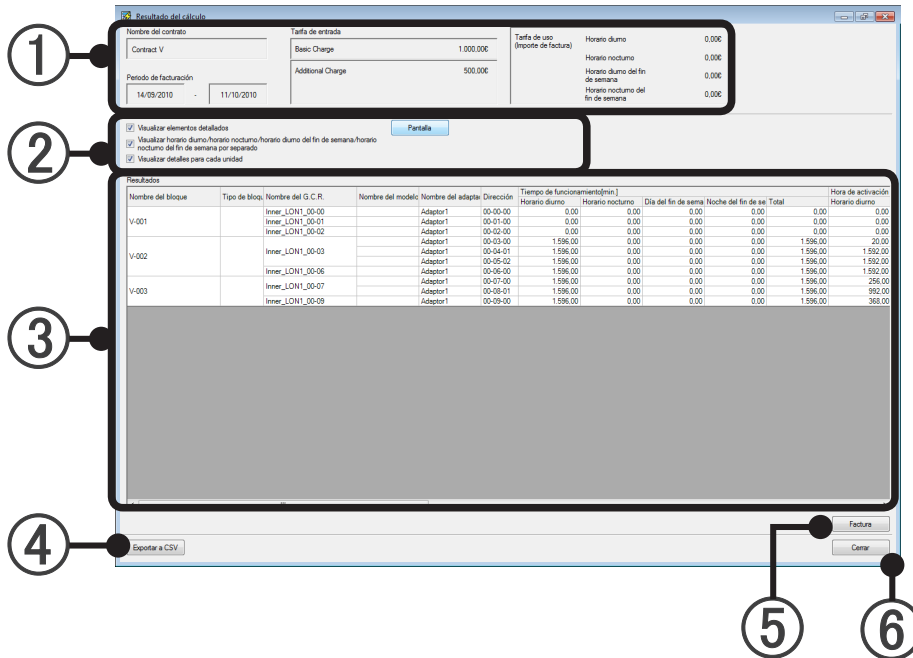 Resultado del cálculo
Nombre del contrato
Contract V
Periodo de facturación
14/09/2010 - 11/10/2010
Tarifa de entrada
Basic Charge 1.000,00€
Additional Charge 500,00€
Tarifa de uso
(importe de factura)
Horario diurno 0,00€
Horario nocturno 0,00€
Horario diurno del fin
de semana 0,00€
Horario nocturno del
fin de semana 0,00€
1
Visualizar elementos detallados
Pantalla
Visualizar horario diurno/horario nocturno/horario diurno del fin de semana/horario
nocturno del fin de semana por separado
Visualizar detalles para cada unidad
2
Resultados
Nombre del bloque Tipo de bloqu Nombre del G.C.R. Nombre del modelo Nombre del adapta Dirección Tiempo de funcionamiento[min.] Hora de activación
Horario diurno Horario nocturno Día del fin de sema Noche del fin de se Total Horario diurno
V-001 Inner_LON1_00-00 Adaptor1 00-00-00 0,00 0,00 0,00 0,00 0,00 0,00
Inner_LON1_00-01 Adaptor1 00-01-00 0,00 0,00 0,00 0,00 0,00 0,00
Inner_LON1_00-02 Adaptor1 00-02-00 0,00 0,00 0,00 0,00 0,00 0,00
V-002 Inner_LON1_00-03 Adaptor1 00-03-00 1.596,00 0,00 0,00 0,00 1.596,00 20,00
Adaptor1 00-04-01 1.596,00 0,00 0,00 0,00 1.596,00 1.592,00
Adaptor1 00-05-02 1.596,00 0,00 0,00 0,00 1.596,00 1.592,00
Inner_LON1_00-06 Adaptor1 00-06-00 1.596,00 0,00 0,00 0,00 1.596,00 1.592,00
V-003 Inner_LON1_00-07 Adaptor1 00-07-00 1.596,00 0,00 0,00 0,00 1.596,00 256,00
Adaptor1 00-08-01 1.596,00 0,00 0,00 0,00 1.596,00 992,00
Inner_LON1_00-09 Adaptor1 00-09-00 1.596,00 0,00 0,00 0,00 1.596,00 368,00
3
Factura
4
Exportar a CSV
Cerrar
5
6